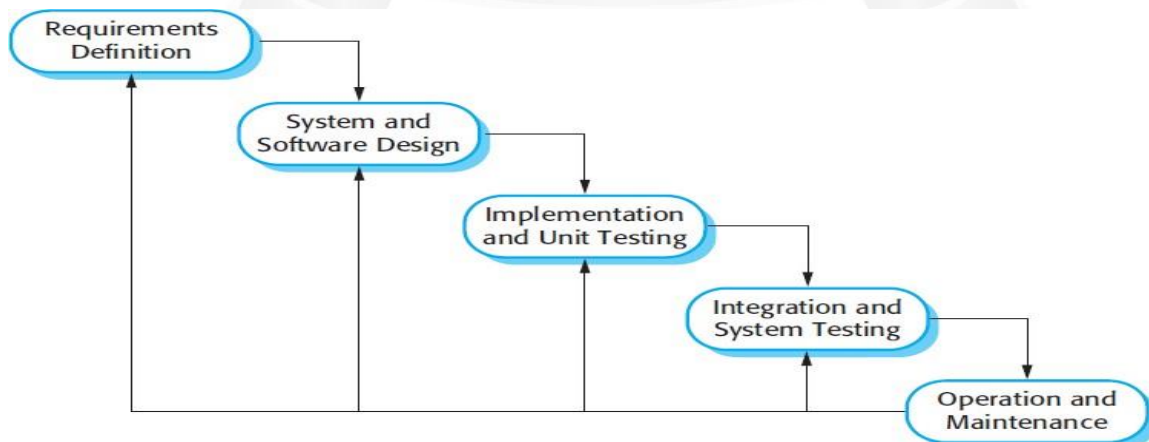 Requirements
Definition
System and
Software Design
Implementation
and Unit Testing
Integration and
System Testing
Operation and
Maintenance